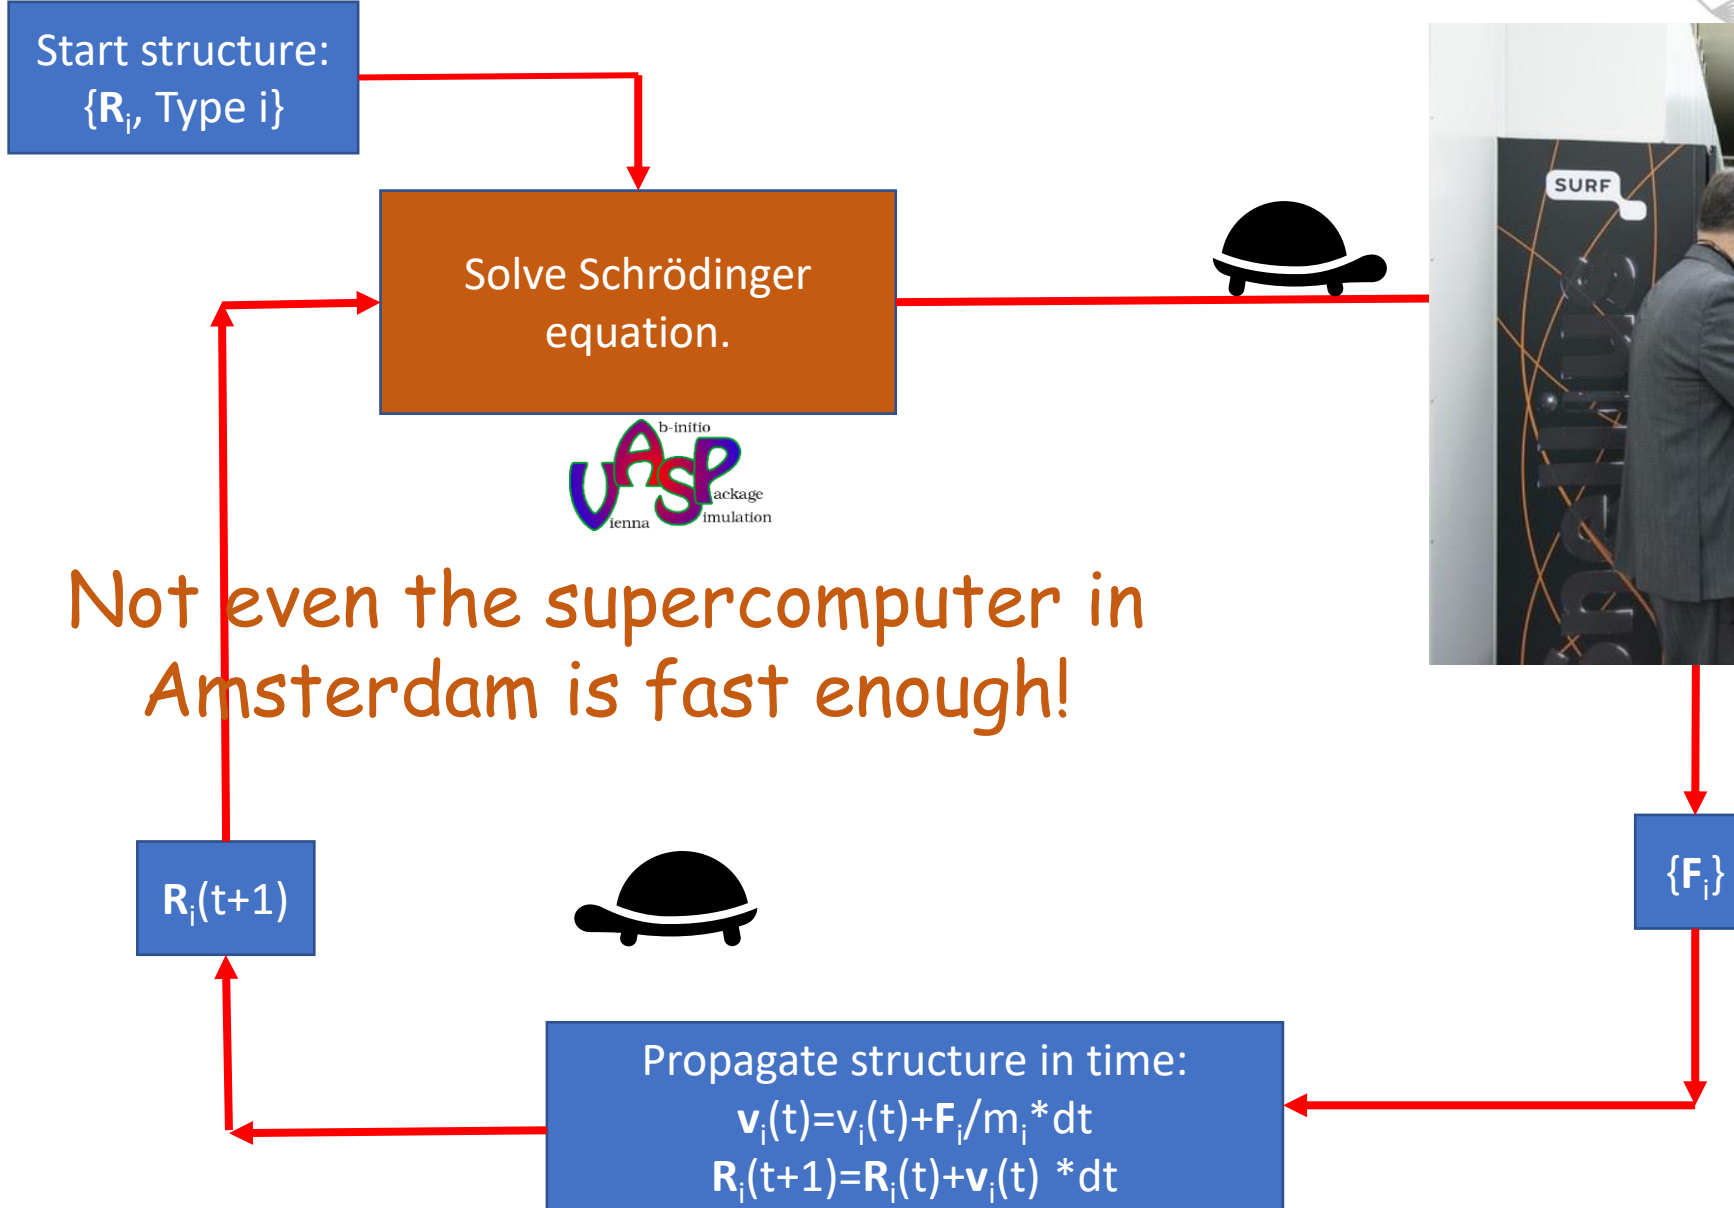 Start structure:
{Rᵢ, Type i}
SURF
Solve Schrödinger
equation.
b-initio
VASP
ackage
ienna
imulation
Not even the supercomputer in
Amsterdam is fast enough!
Rᵢ(t+1)
{Fᵢ}
Propagate structure in time:
vᵢ(t)=vᵢ(t)+Fᵢ/mᵢ*dt
Rᵢ(t+1)=Rᵢ(t)+vᵢ(t) *dt